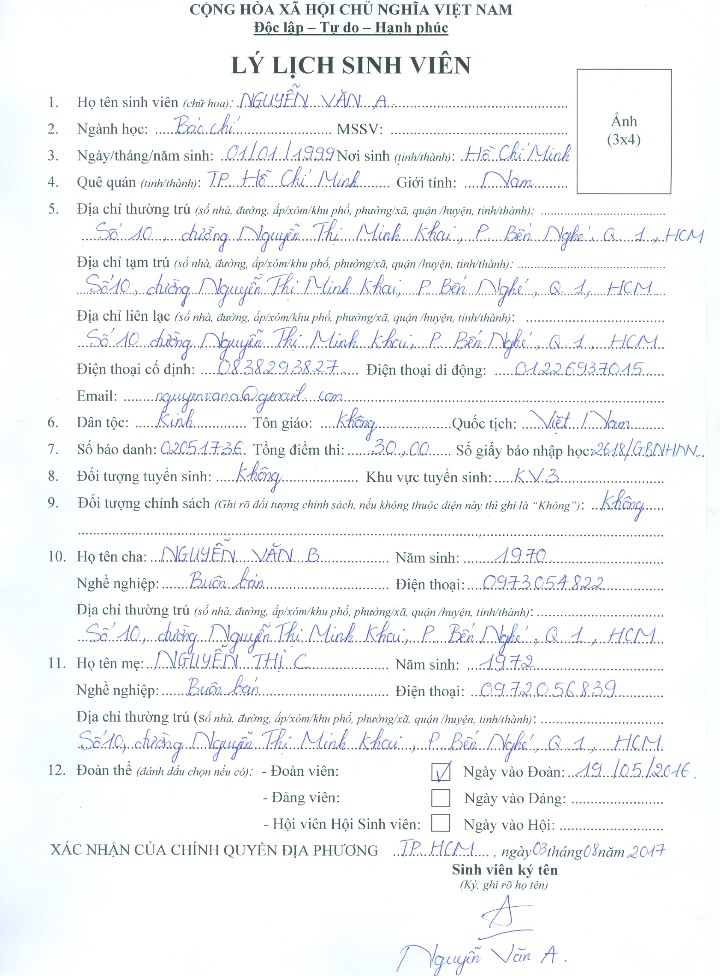 CỘNG HÒA XÃ HỘI CHỦ NGHĨA VIỆT NAM
Độc lập – Tự do – Hạnh phúc
LÝ LỊCH SINH VIÊN
Ảnh
(3x4)
1. Họ tên sinh viên (chữ hoa): NGUYỄN VĂN A
2. Ngành học: Báo chí MSSV:
3. Ngày/tháng/năm sinh: 01/01/1999 Nơi sinh (tỉnh/thành): Hồ Chí Minh
4. Quê quán (tỉnh/thành): TP. Hồ Chí Minh Giới tính: Nam
5. Địa chỉ thường trú (số nhà, đường, ấp/xóm/khu phố, phường/xã, quận /huyện, tỉnh/thành):
Số 10, đường Nguyễn Thị Minh Khai, P. Bến Nghé, Q. 1, HCM
Địa chỉ tạm trú (số nhà, đường, ấp/xóm/khu phố, phường/xã, quận /huyện, tỉnh/thành):
Số 10, đường Nguyễn Thị Minh Khai, P. Bến Nghé, Q. 1, HCM
Địa chỉ liên lạc (số nhà, đường, ấp/xóm/khu phố, phường/xã, quận /huyện, tỉnh/thành):
Số 10 đường Nguyễn Thị Minh Khai, P. Bến Nghé, Q. 1, HCM
Điện thoại cố định: 0838293827 Điện thoại di động: 01226937015
Email: nguyenvana@gmail.com
6. Dân tộc: Kinh Tôn giáo: Không Quốc tịch: Việt Nam
7. Số báo danh: 02051736 Tổng điểm thi: 30,00 Số giấy báo nhập học: 2618/GBNHNN
8. Đối tượng tuyển sinh: Không Khu vực tuyển sinh: KV3
9. Đối tượng chính sách (Ghi rõ đối tượng chính sách, nếu không thuộc diện này thì ghi là “Không”): Không
10. Họ tên cha: NGUYỄN VĂN B Năm sinh: 1970
Nghề nghiệp: Buôn bán Điện thoại: 0973054822
Địa chỉ thường trú (số nhà, đường, ấp/xóm/khu phố, phường/xã, quận /huyện, tỉnh/thành):
Số 10, đường Nguyễn Thị Minh Khai, P. Bến Nghé, Q. 1, HCM
11. Họ tên mẹ: NGUYỄN THỊ C Năm sinh: 1972
Nghề nghiệp: Buôn bán Điện thoại: 0972056839
Địa chỉ thường trú (số nhà, đường, ấp/xóm/khu phố, phường/xã, quận /huyện, tỉnh/thành):
Số 10, đường Nguyễn Thị Minh Khai, P. Bến Nghé, Q. 1, HCM
12. Đoàn thể (đánh dấu chọn nếu có): - Đoàn viên: ✓ Ngày vào Đoàn: 19/05/2016
- Đảng viên: Ngày vào Đảng:
- Hội viên Hội Sinh viên: Ngày vào Hội:
XÁC NHẬN CỦA CHÍNH QUYỀN ĐỊA PHƯƠNG TP. HCM, ngày 03 tháng 08 năm 2017
Sinh viên ký tên
(Ký, ghi rõ họ tên)
A
Nguyễn Văn A.